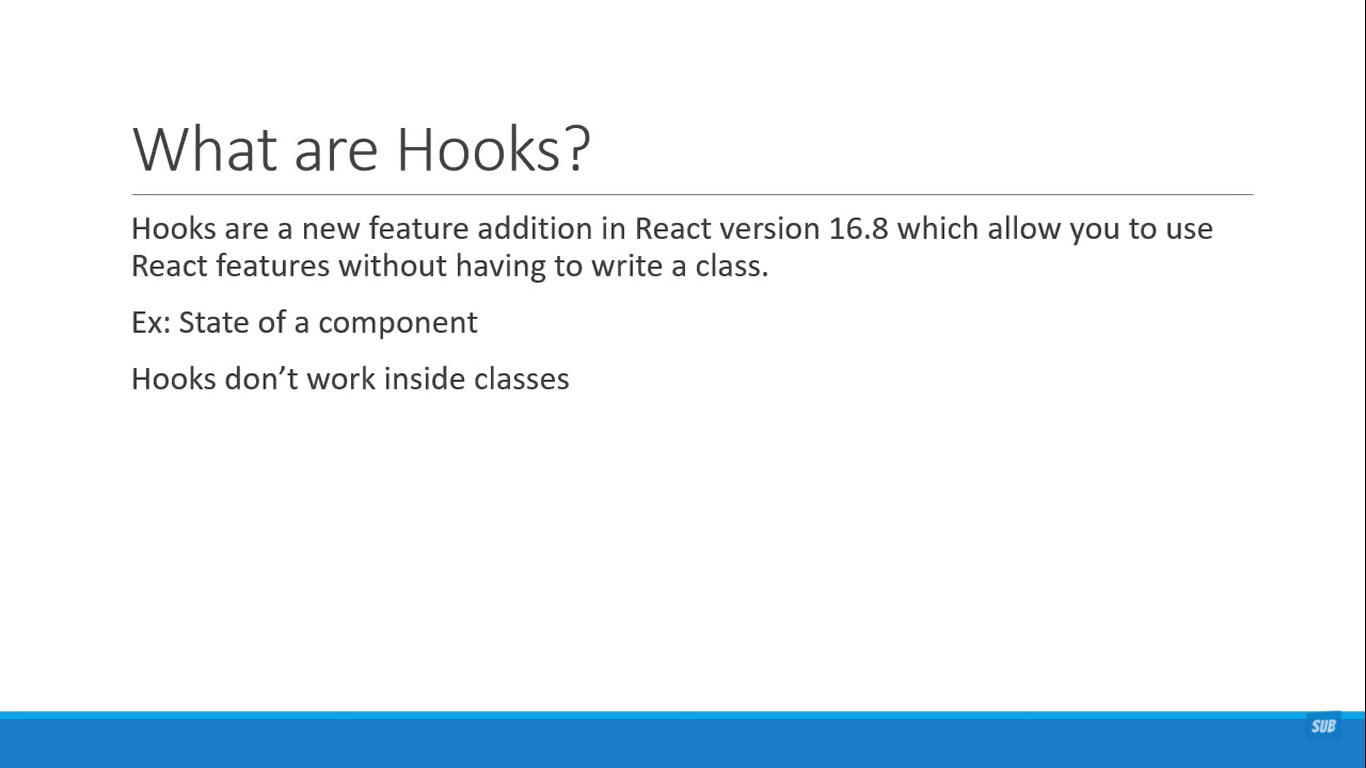 What are Hooks?
Hooks are a new feature addition in React version 16.8 which allow you to use
React features without having to write a class.
Ex: State of a component
Hooks don’t work inside classes
SUB